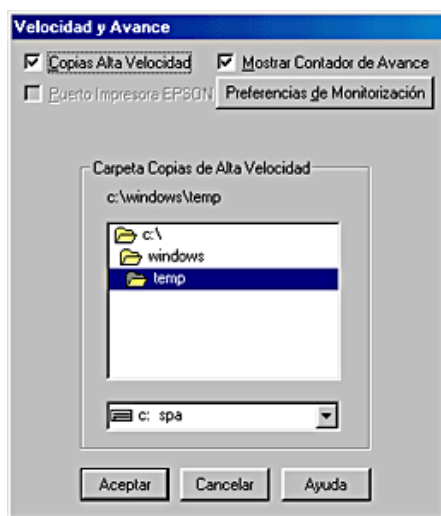 Velocidad y Avance
Copias Alta Velocidad Mostrar Contador de Avance
Puerto Impresora EPSON Preferencias de Monitorización
Carpeta Copias de Alta Velocidad
c:\windows\temp
c:\
windows
temp
c: spa
Aceptar Cancelar Ayuda